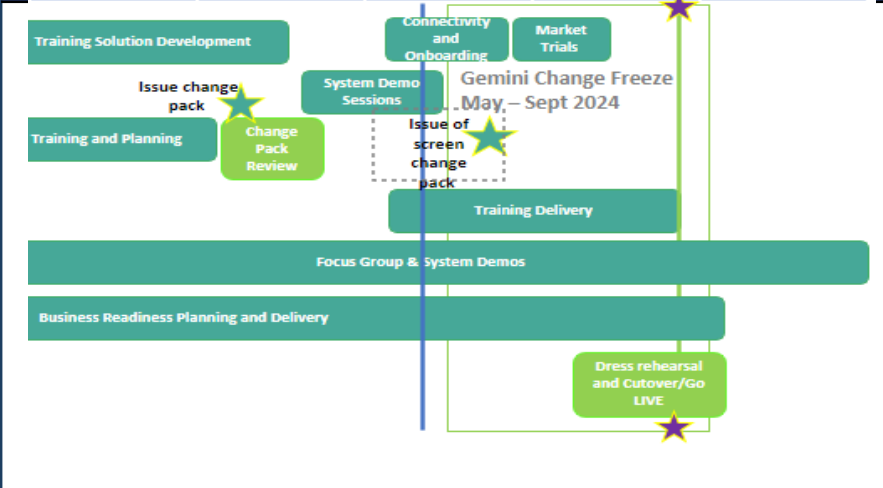 Training Solution Development
Connectivity
and
Onboarding
Market
Trials
Issue change
pack
System Demo
Sessions
Gemini Change Freeze
May – Sept 2024
Training and Planning
Change
Pack
Review
Issue of
screen
change
pack
Training Delivery
Focus Group & System Demos
Business Readiness Planning and Delivery
Dress rehearsal
and Cutover/Go
LIVE